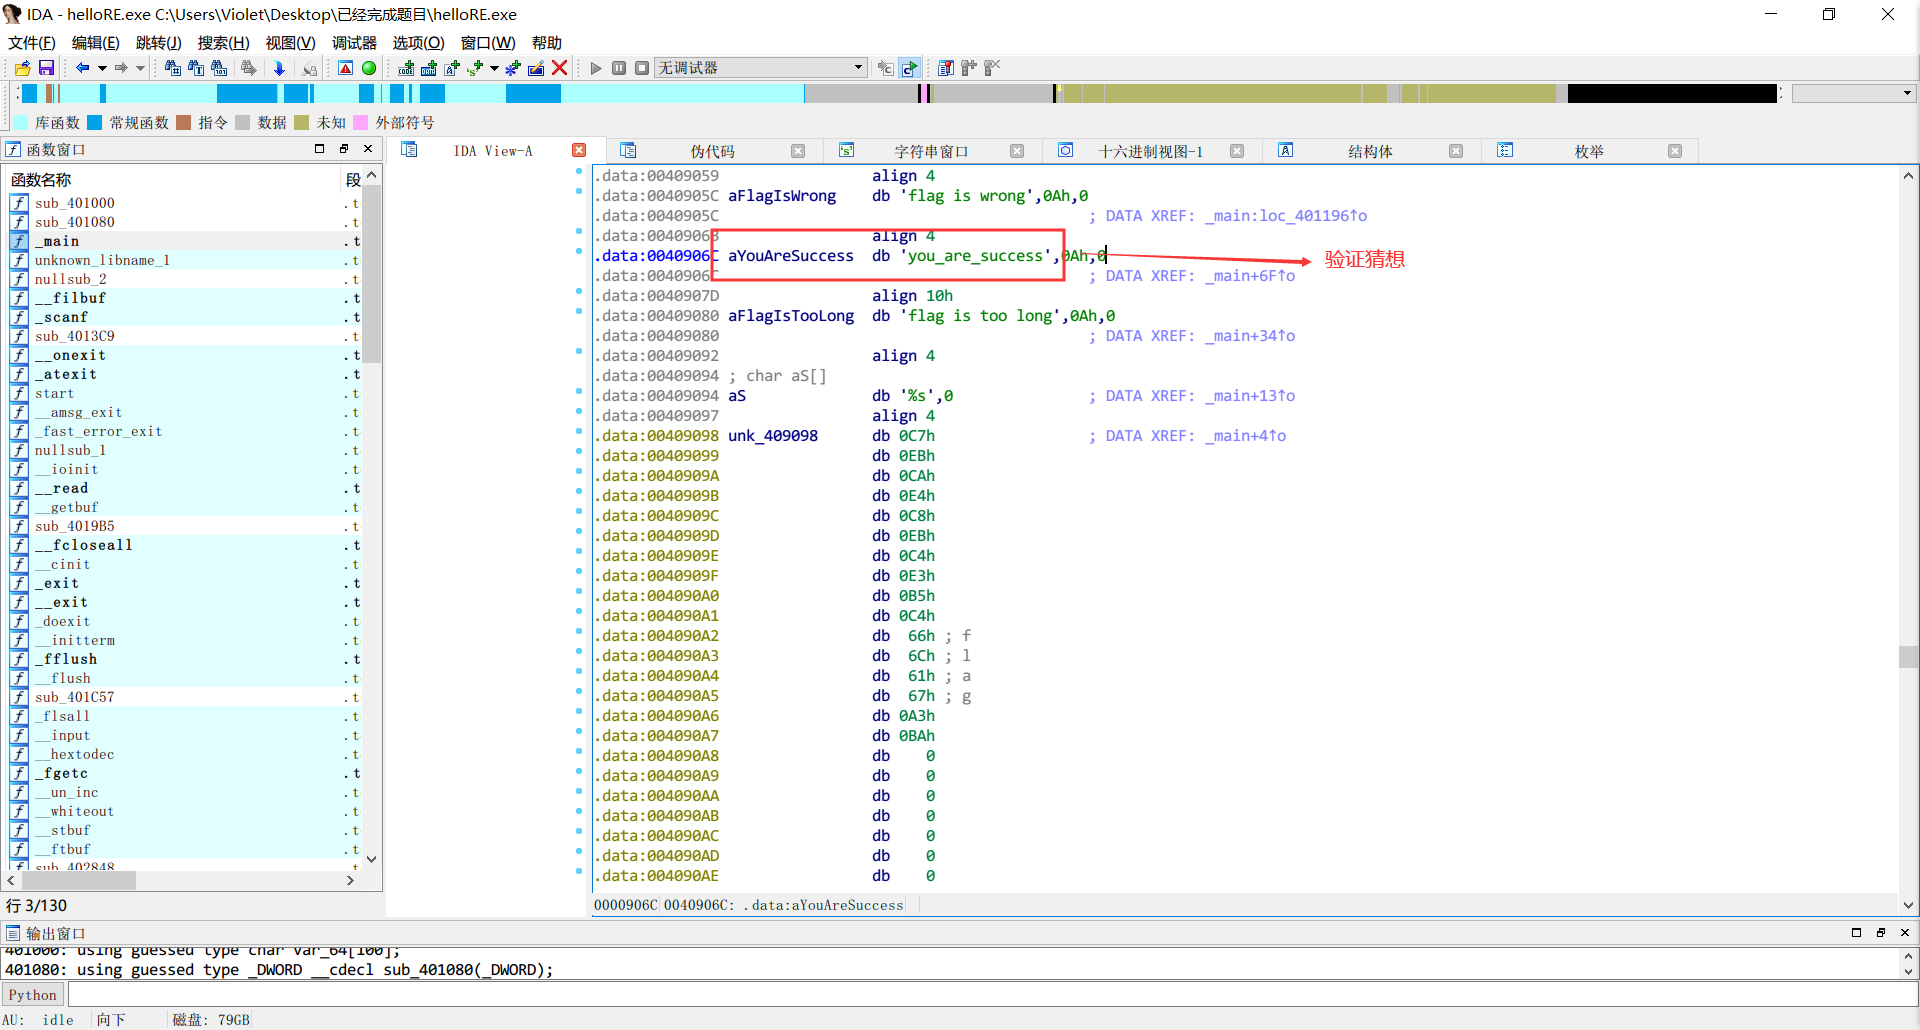 IDA - helloRE.exe C:\Users\Violet\Desktop\已经完成题目\helloRE.exe
文件(F) 编辑(E) 跳转(J) 搜索(H) 视图(V) 调试器 选项(O) 窗口(W) 帮助
无调试器
库函数 常规函数 指令 数据 未知 外部符号
函数窗口
函数名称 段
sub_401000 .t
sub_401080 .t
_main .t
unknown_libname_1 .t
nullsub_2 .t
__filbuf .t
_scanf .t
sub_4013C9 .t
__onexit .t
_atexit .t
start .t
__amsg_exit .t
_fast_error_exit .t
nullsub_1 .t
__ioinit .t
__read .t
__getbuf .t
sub_4019B5 .t
__fcloseall .t
__cinit .t
_exit .t
__exit .t
_doexit .t
__initterm .t
_fflush .t
__flush .t
sub_401C57 .t
_flsall .t
__input .t
__hextodec .t
_fgetc .t
__un_inc .t
__whiteout .t
__stbuf .t
__ftbuf .t
sub_402848 .t
行 3/130
IDA View-A 伪代码 字符串窗口 十六进制视图-1 结构体 枚举
.data:00409059 align 4
.data:0040905C aFlagIsWrong db 'flag is wrong',0Ah,0
.data:0040905C ; DATA XREF: _main:loc_401196↑o
.data:0040906B align 4
.data:0040906C aYouAreSuccess db 'you_are_success',0Ah,0
验证猜想
.data:0040906C ; DATA XREF: _main+6F↑o
.data:0040907D align 10h
.data:00409080 aFlagIsTooLong db 'flag is too long',0Ah,0
.data:00409080 ; DATA XREF: _main+34↑o
.data:00409092 align 4
.data:00409094 ; char aS[]
.data:00409094 aS db '%s',0 ; DATA XREF: _main+13↑o
.data:00409097 align 4
.data:00409098 unk_409098 db 0C7h ; DATA XREF: _main+4↑o
.data:00409099 db 0EBh
.data:0040909A db 0CAh
.data:0040909B db 0E4h
.data:0040909C db 0C8h
.data:0040909D db 0EBh
.data:0040909E db 0C4h
.data:0040909F db 0E3h
.data:004090A0 db 0B5h
.data:004090A1 db 0C4h
.data:004090A2 db 66h ; f
.data:004090A3 db 6Ch ; l
.data:004090A4 db 61h ; a
.data:004090A5 db 67h ; g
.data:004090A6 db 0A3h
.data:004090A7 db 0BAh
.data:004090A8 db 0
.data:004090A9 db 0
.data:004090AA db 0
.data:004090AB db 0
.data:004090AC db 0
.data:004090AD db 0
.data:004090AE db 0
0000906C 0040906C: .data:aYouAreSuccess
输出窗口
401000: using guessed type char var_64[100];
401080: using guessed type _DWORD __cdecl sub_401080(_DWORD);
Python
AU: idle 向下 磁盘: 79GB